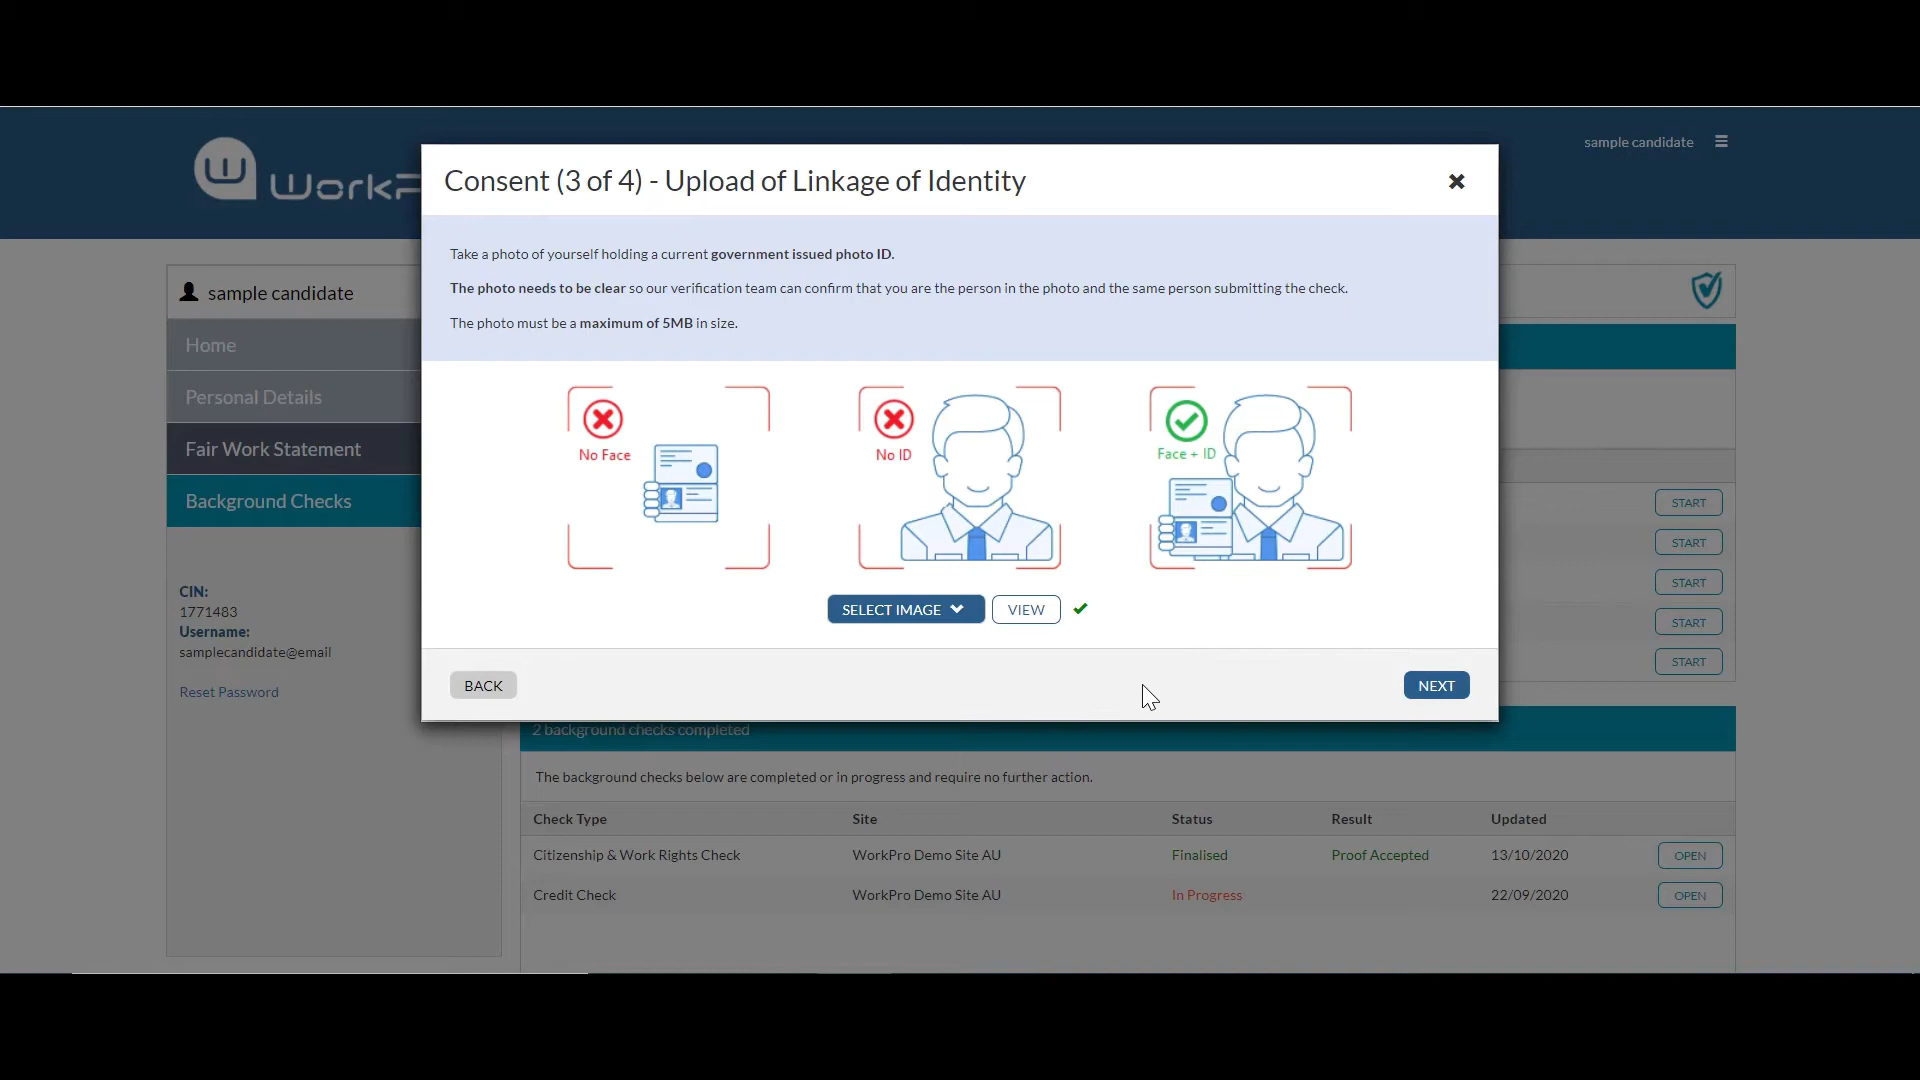 sample candidate
WorkP
Consent (3 of 4) - Upload of Linkage of Identity
Take a photo of yourself holding a current government issued photo ID.
The photo needs to be clear so our verification team can confirm that you are the person in the photo and the same person submitting the check.
The photo must be a maximum of 5MB in size.
No Face
No ID
Face + ID
SELECT IMAGE
VIEW
BACK
NEXT
sample candidate
Home
Personal Details
Fair Work Statement
Background Checks
CIN:
1771483
Username:
samplecandidate@email
Reset Password
START
START
START
START
START
2 background checks completed
The background checks below are completed or in progress and require no further action.
Check Type Site Status Result Updated
Citizenship & Work Rights Check WorkPro Demo Site AU Finalised Proof Accepted 13/10/2020 OPEN
Credit Check WorkPro Demo Site AU In Progress 22/09/2020 OPEN